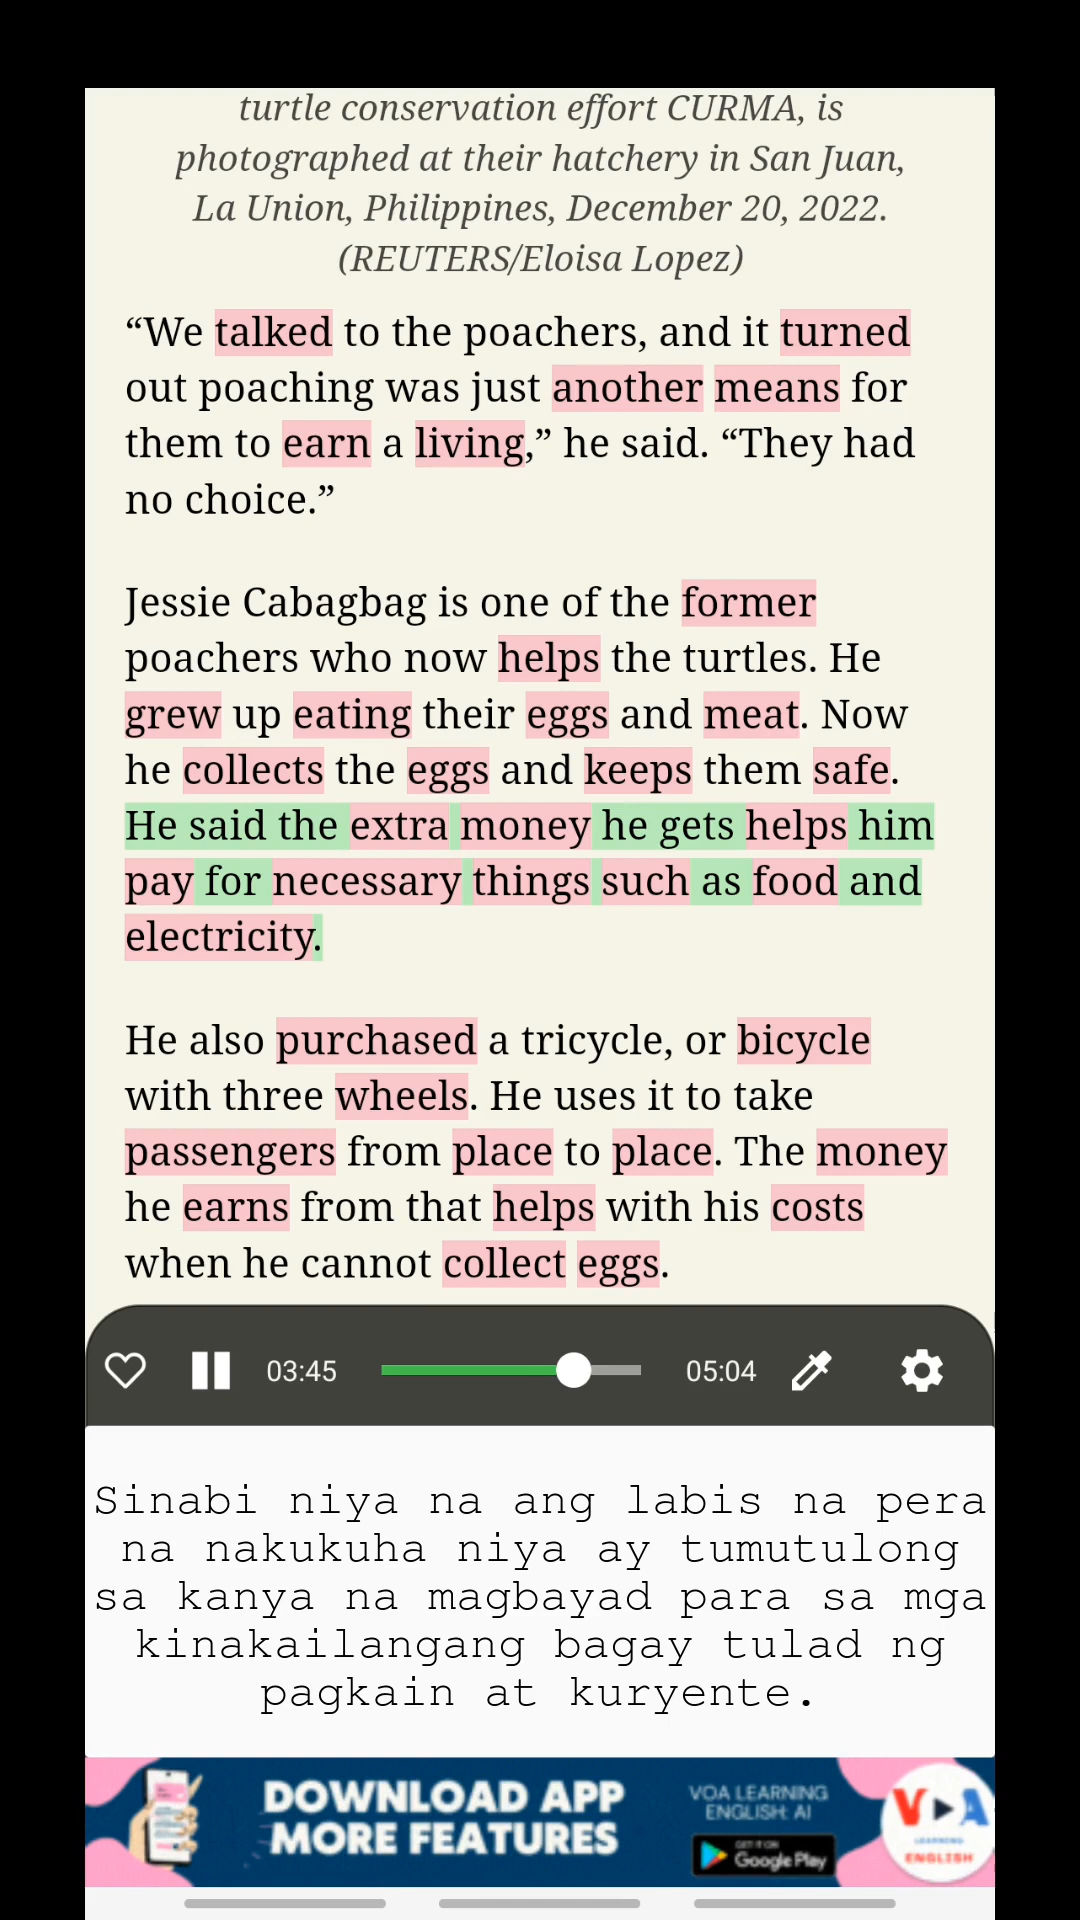 turtle conservation effort CURMA, is
photographed at their hatchery in San Juan,
La Union, Philippines, December 20, 2022.
(REUTERS/Eloisa Lopez)
“We talked to the poachers, and it turned
out poaching was just another means for
them to earn a living,” he said. “They had
no choice.”
Jessie Cabagbag is one of the former
poachers who now helps the turtles. He
grew up eating their eggs and meat. Now
he collects the eggs and keeps them safe.
He said the extra money he gets helps him
pay for necessary things such as food and
electricity.
He also purchased a tricycle, or bicycle
with three wheels. He uses it to take
passengers from place to place. The money
he earns from that helps with his costs
when he cannot collect eggs.
03:45 05:04
Sinabi niya na ang labis na pera
na nakukuha niya ay tumutulong
sa kanya na magbayad para sa mga
kinakailangang bagay tulad ng
pagkain at kuryente.
DOWNLOAD APP
MORE FEATURES
VOA LEARNING
ENGLISH: AI
GET IT ON
Google Play
VOA
LEARNING
ENGLISH